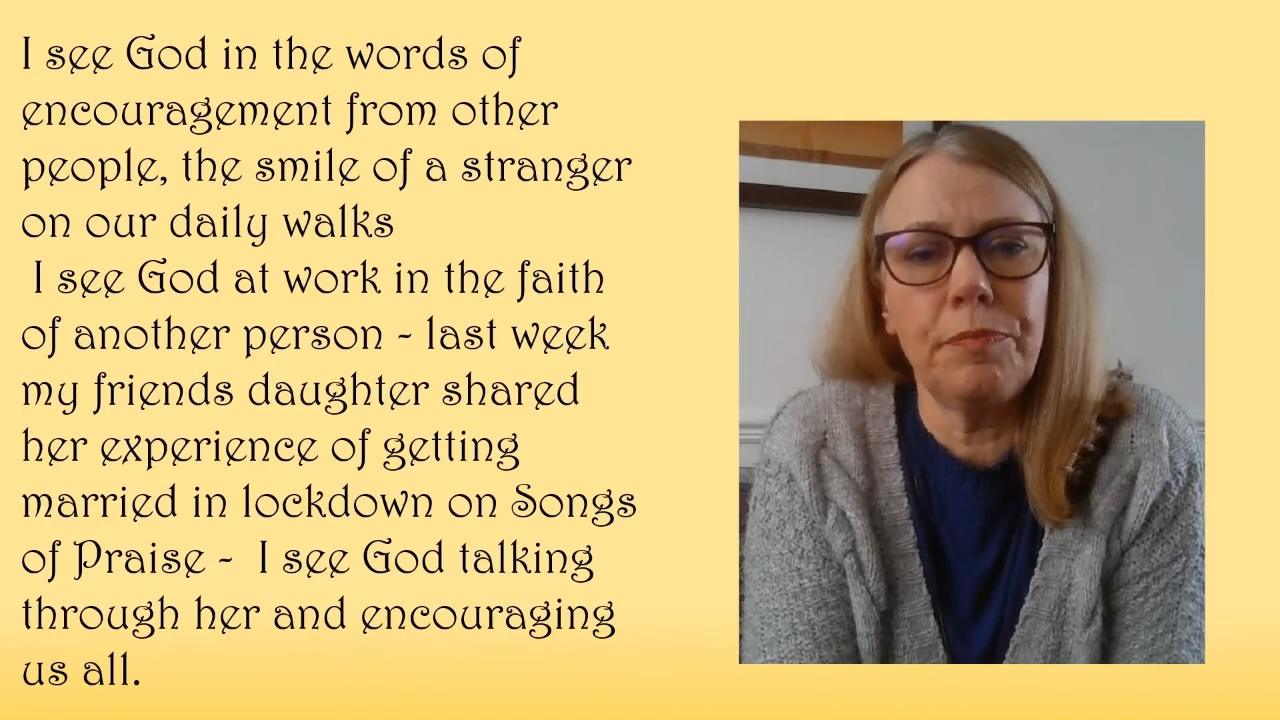 I see God in the words of
encouragement from other
people, the smile of a stranger
on our daily walks
I see God at work in the faith
of another person - last week
my friends daughter shared
her experience of getting
married in lockdown on Songs
of Praise - I see God talking
through her and encouraging
us all.